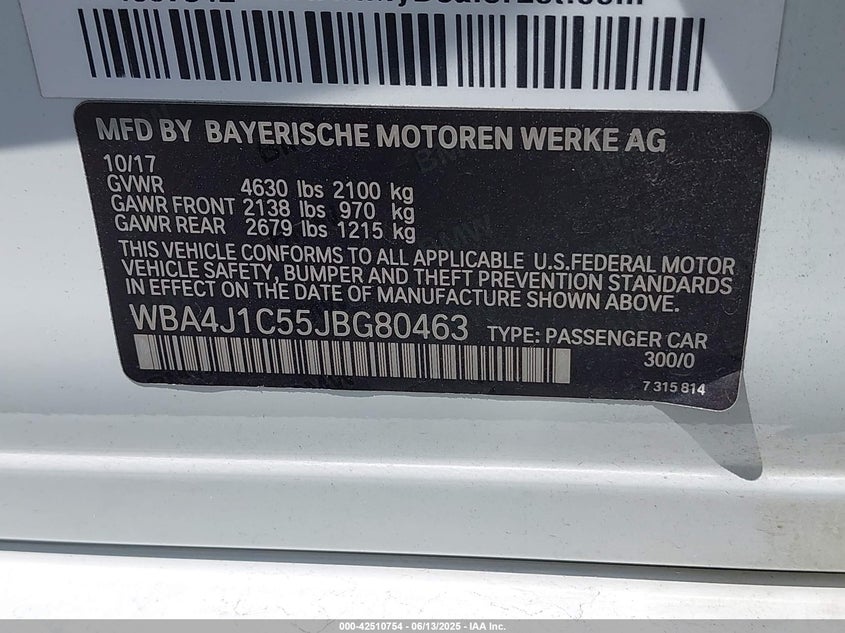 MFD BY BAYERISCHE MOTOREN WERKE AG
10/17
GVWR 4630 lbs 2100 kg
GAWR FRONT 2138 lbs 970 kg
GAWR REAR 2679 lbs 1215 kg
THIS VEHICLE CONFORMS TO ALL APPLICABLE U.S.FEDERAL MOTOR
VEHICLE SAFETY, BUMPER AND THEFT PREVENTION STANDARDS
IN EFFECT ON THE DATE OF MANUFACTURE SHOWN ABOVE.
WBA4J1C55JBG80463 TYPE: PASSENGER CAR
300/0
7 315 814
000-42510754 - 06/13/2025 - IAA Inc.